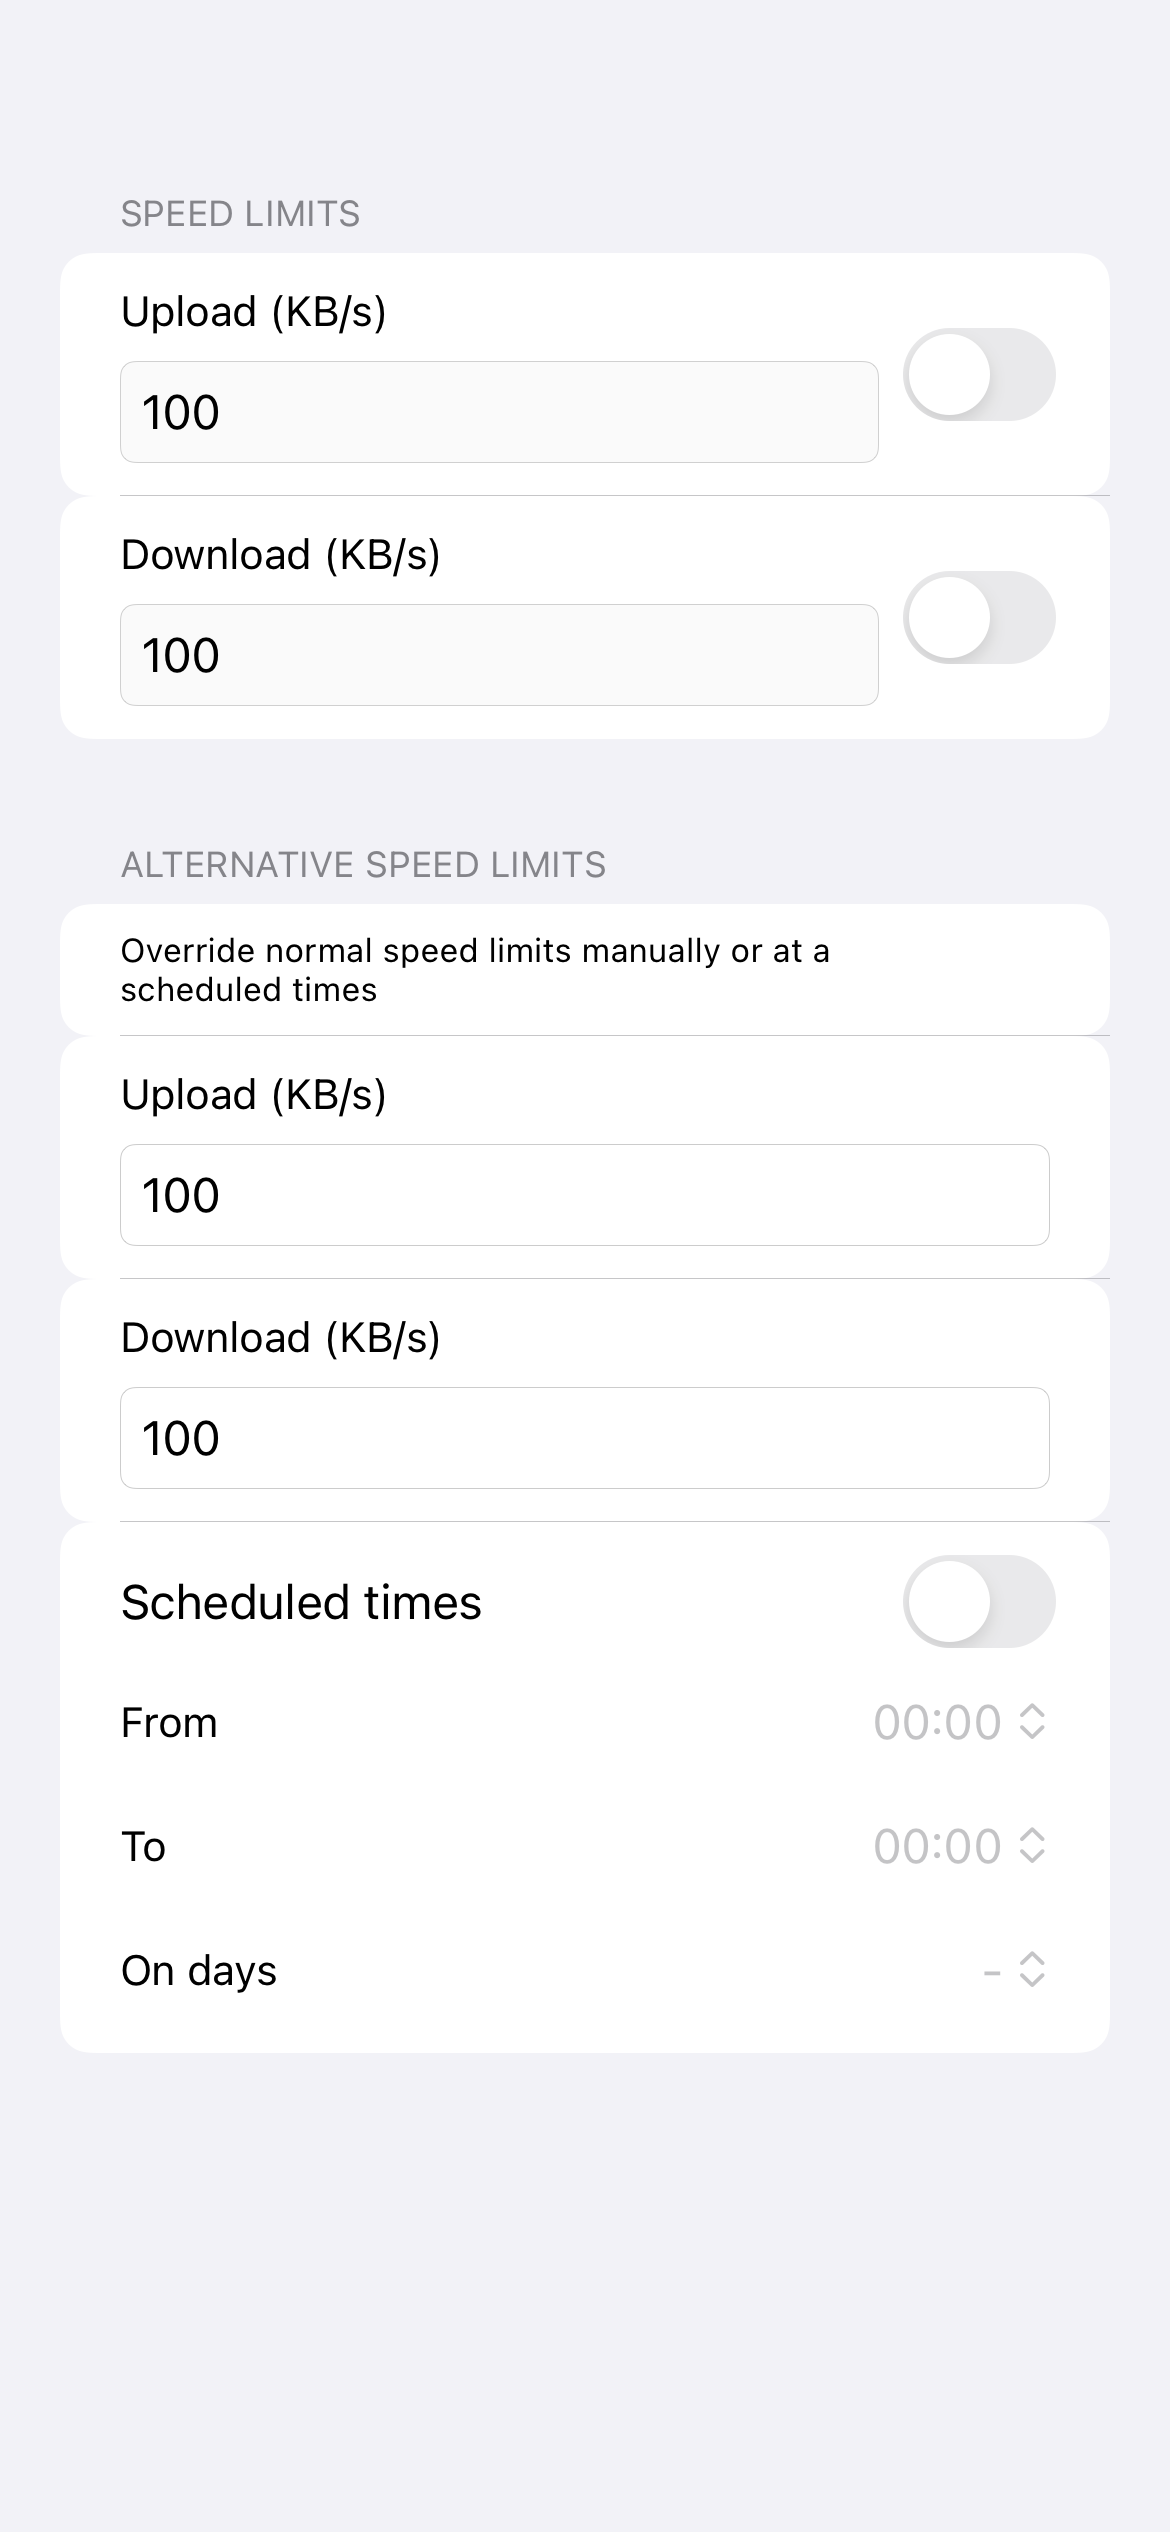 SPEED LIMITS
Upload (KB/s)
100
Download (KB/s)
100
ALTERNATIVE SPEED LIMITS
Override normal speed limits manually or at a
scheduled times
Upload (KB/s)
100
Download (KB/s)
100
Scheduled times
From 00:00
To 00:00
On days -